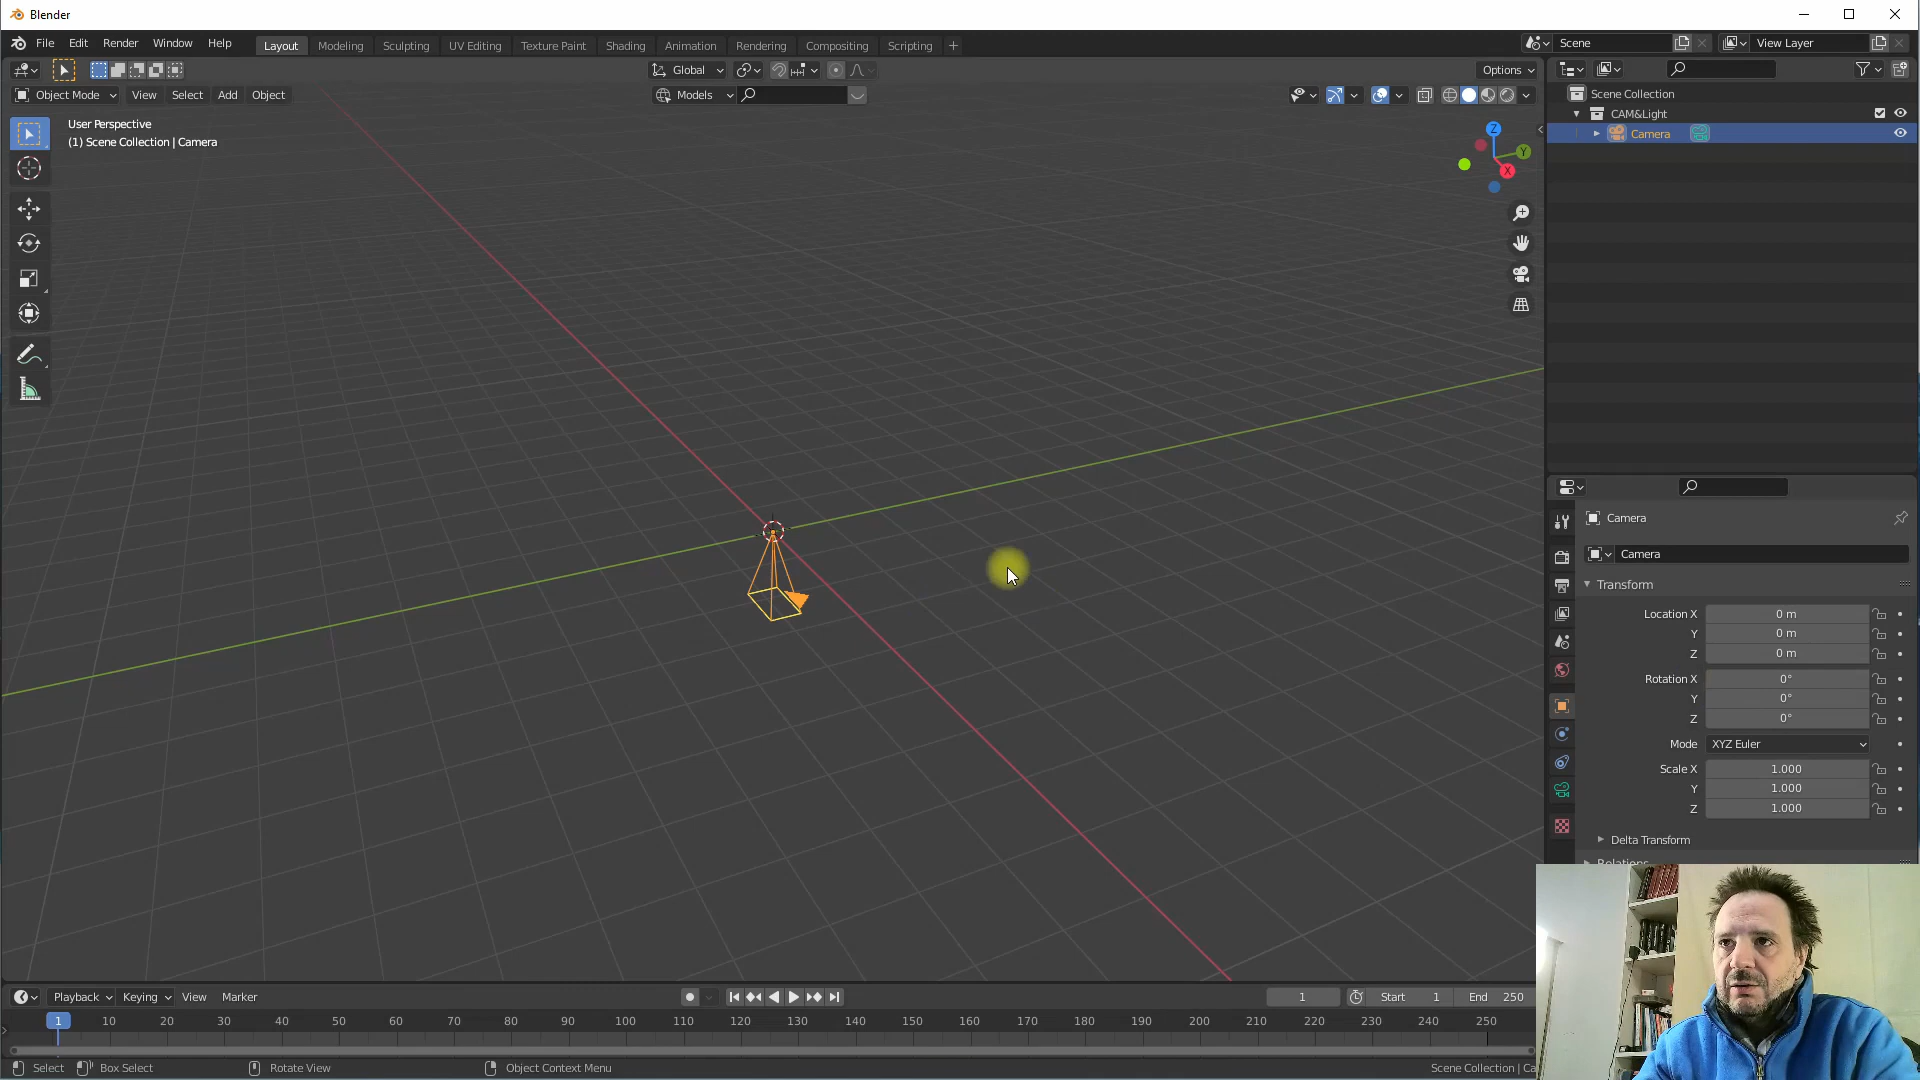 Blender
File Edit Render Window Help
Layout Modeling Sculpting UV Editing Texture Paint Shading Animation Rendering Compositing Scripting +
Scene
View Layer
Global
Options
Object Mode View Select Add Object
Models
User Perspective
(1) Scene Collection | Camera
Z
Y
X
Scene Collection
CAM&Light
Camera
Camera
Camera
Transform
Location X 0 m
Y 0 m
Z 0 m
Rotation X 0°
Y 0°
Z 0°
Mode XYZ Euler
Scale X 1.000
Y 1.000
Z 1.000
Delta Transform
Relations
Playback Keying View Marker
1 Start 1 End 250
1 10 20 30 40 50 60 70 80 90 100 110 120 130 140 150 160 170 180 190 200 210 220 230 240 250
Select Box Select Rotate View Object Context Menu
Scene Collection | Ca